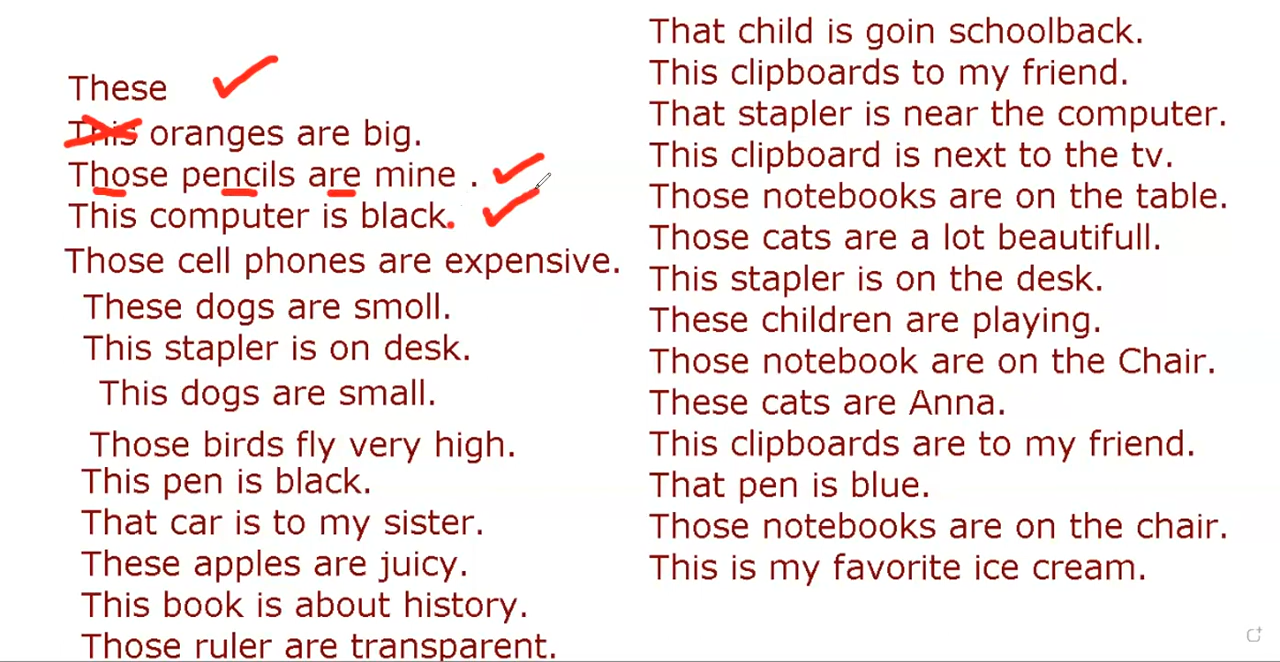 These
This oranges are big.
Those pencils are mine .
This computer is black.
Those cell phones are expensive.
These dogs are smoll.
This stapler is on desk.
This dogs are small.
Those birds fly very high.
This pen is black.
That car is to my sister.
These apples are juicy.
This book is about history.
Those ruler are transparent.
That child is goin schoolback.
This clipboards to my friend.
That stapler is near the computer.
This clipboard is next to the tv.
Those notebooks are on the table.
Those cats are a lot beautifull.
This stapler is on the desk.
These children are playing.
Those notebook are on the Chair.
These cats are Anna.
This clipboards are to my friend.
That pen is blue.
Those notebooks are on the chair.
This is my favorite ice cream.